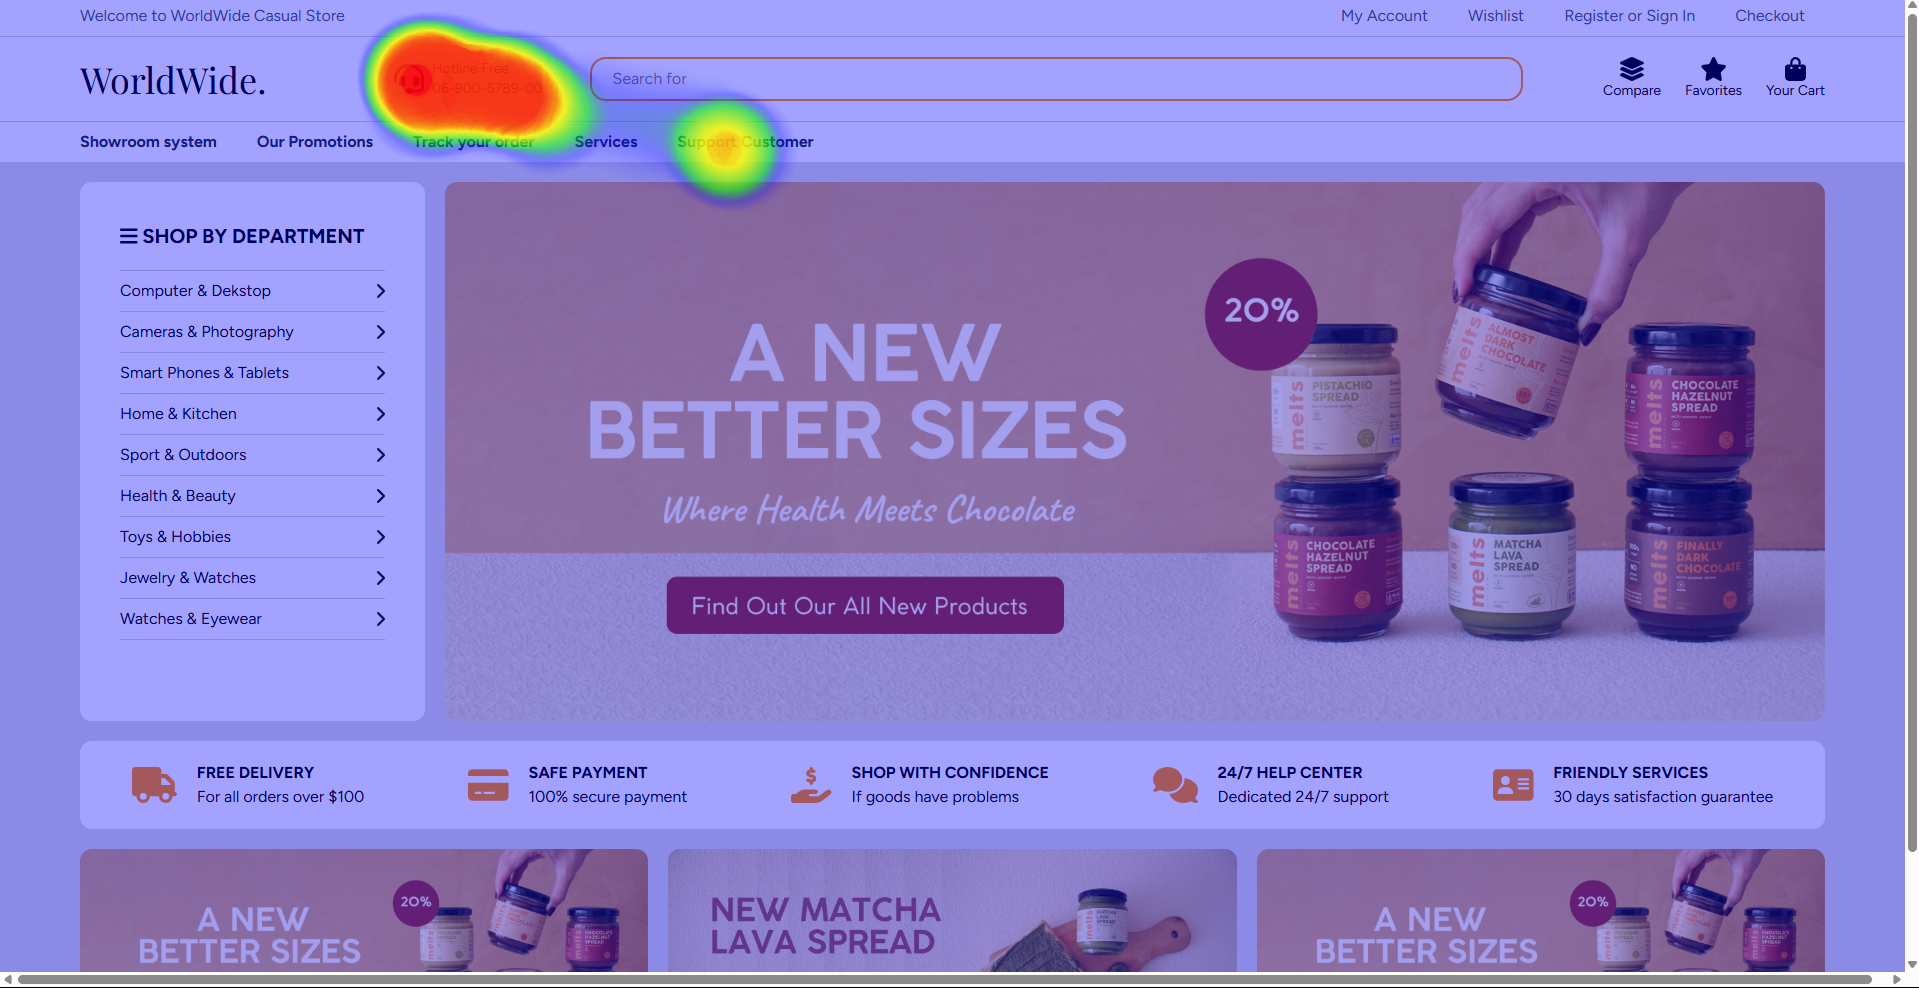 Welcome to WorldWide Casual Store
My Account
Wishlist
Register or Sign In
Checkout
WorldWide.
Hotline Free
06-900-5789-00
Search for
Compare
Favorites
Your Cart
Showroom system
Our Promotions
Track your order
Services
Support Customer
SHOP BY DEPARTMENT
Computer & Dekstop
Cameras & Photography
Smart Phones & Tablets
Home & Kitchen
Sport & Outdoors
Health & Beauty
Toys & Hobbies
Jewelry & Watches
Watches & Eyewear
A NEW
BETTER SIZES
Where Health Meets Chocolate
Find Out Our All New Products
20%
melts
PISTACHIO
SPREAD
melts
ALMOST
DARK
CHOCOLATE
melts
CHOCOLATE
HAZELNUT
SPREAD
melts
CHOCOLATE
HAZELNUT
SPREAD
melts
MATCHA
LAVA
SPREAD
melts
FINALLY
DARK
CHOCOLATE
FREE DELIVERY
For all orders over $100
SAFE PAYMENT
100% secure payment
SHOP WITH CONFIDENCE
If goods have problems
24/7 HELP CENTER
Dedicated 24/7 support
FRIENDLY SERVICES
30 days satisfaction guarantee
A NEW
BETTER SIZES
20%
NEW MATCHA
LAVA SPREAD
A NEW
BETTER SIZES
20%